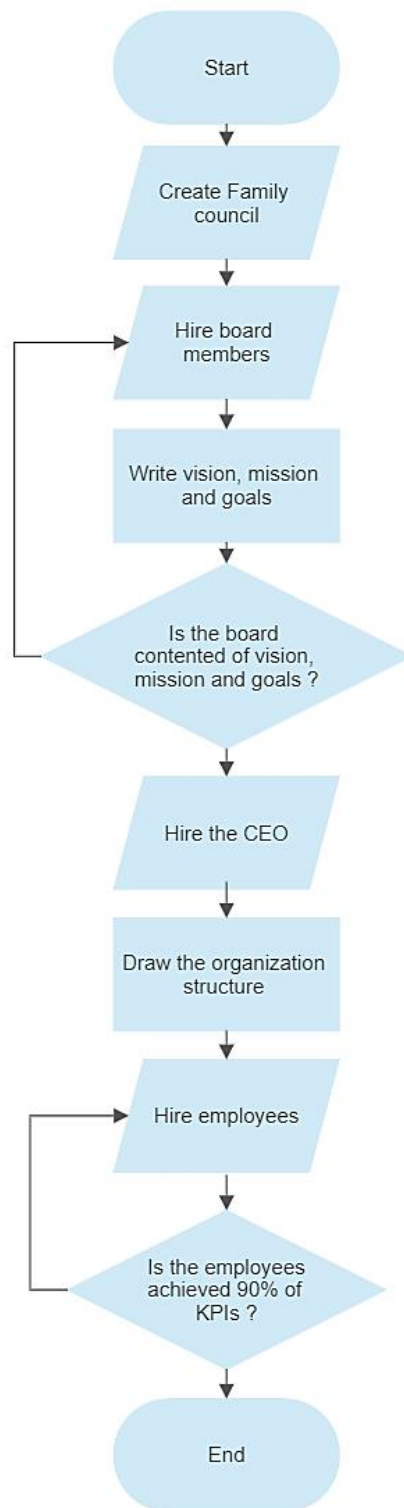 Start
Create Family
council
Hire board
members
Write vision, mission
and goals
Is the board
contented of vision,
mission and goals ?
Hire the CEO
Draw the organization
structure
Hire employees
Is the employees
achieved 90% of
KPIs ?
End